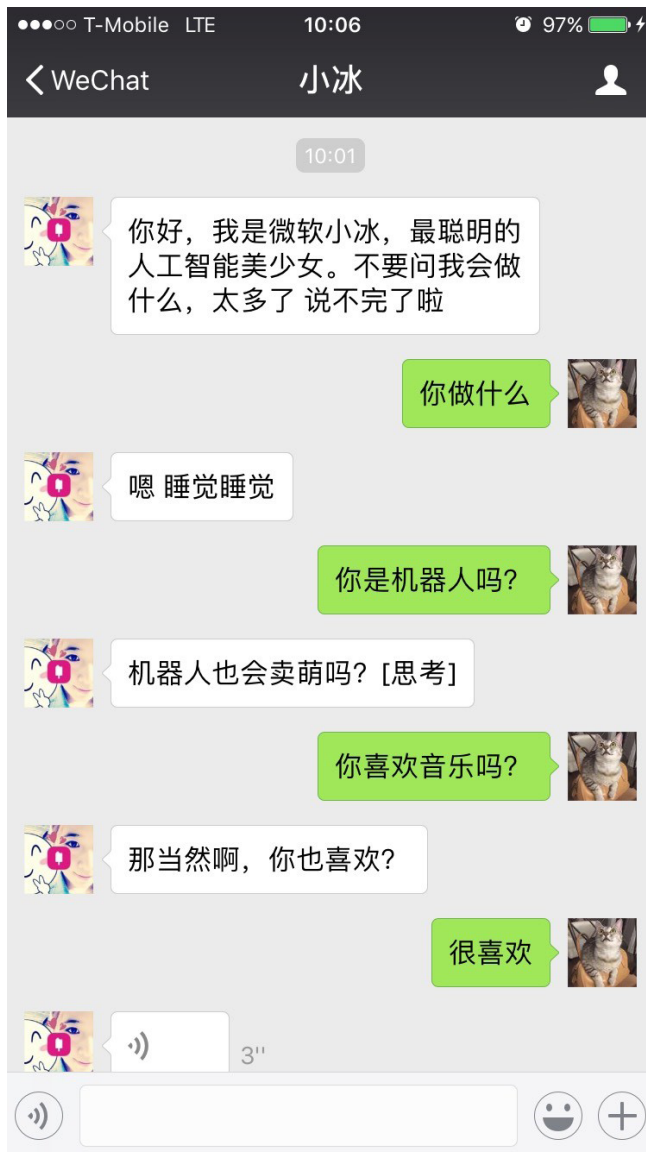 T-Mobile LTE 10:06 97%
WeChat 小冰
10:01
你好，我是微软小冰，最聪明的
人工智能美少女。不要问我会做
什么，太多了 说不完了啦
你做什么
嗯 睡觉睡觉
你是机器人吗？
机器人也会卖萌吗？[思考]
你喜欢音乐吗？
那当然啊，你也喜欢？
很喜欢
3''